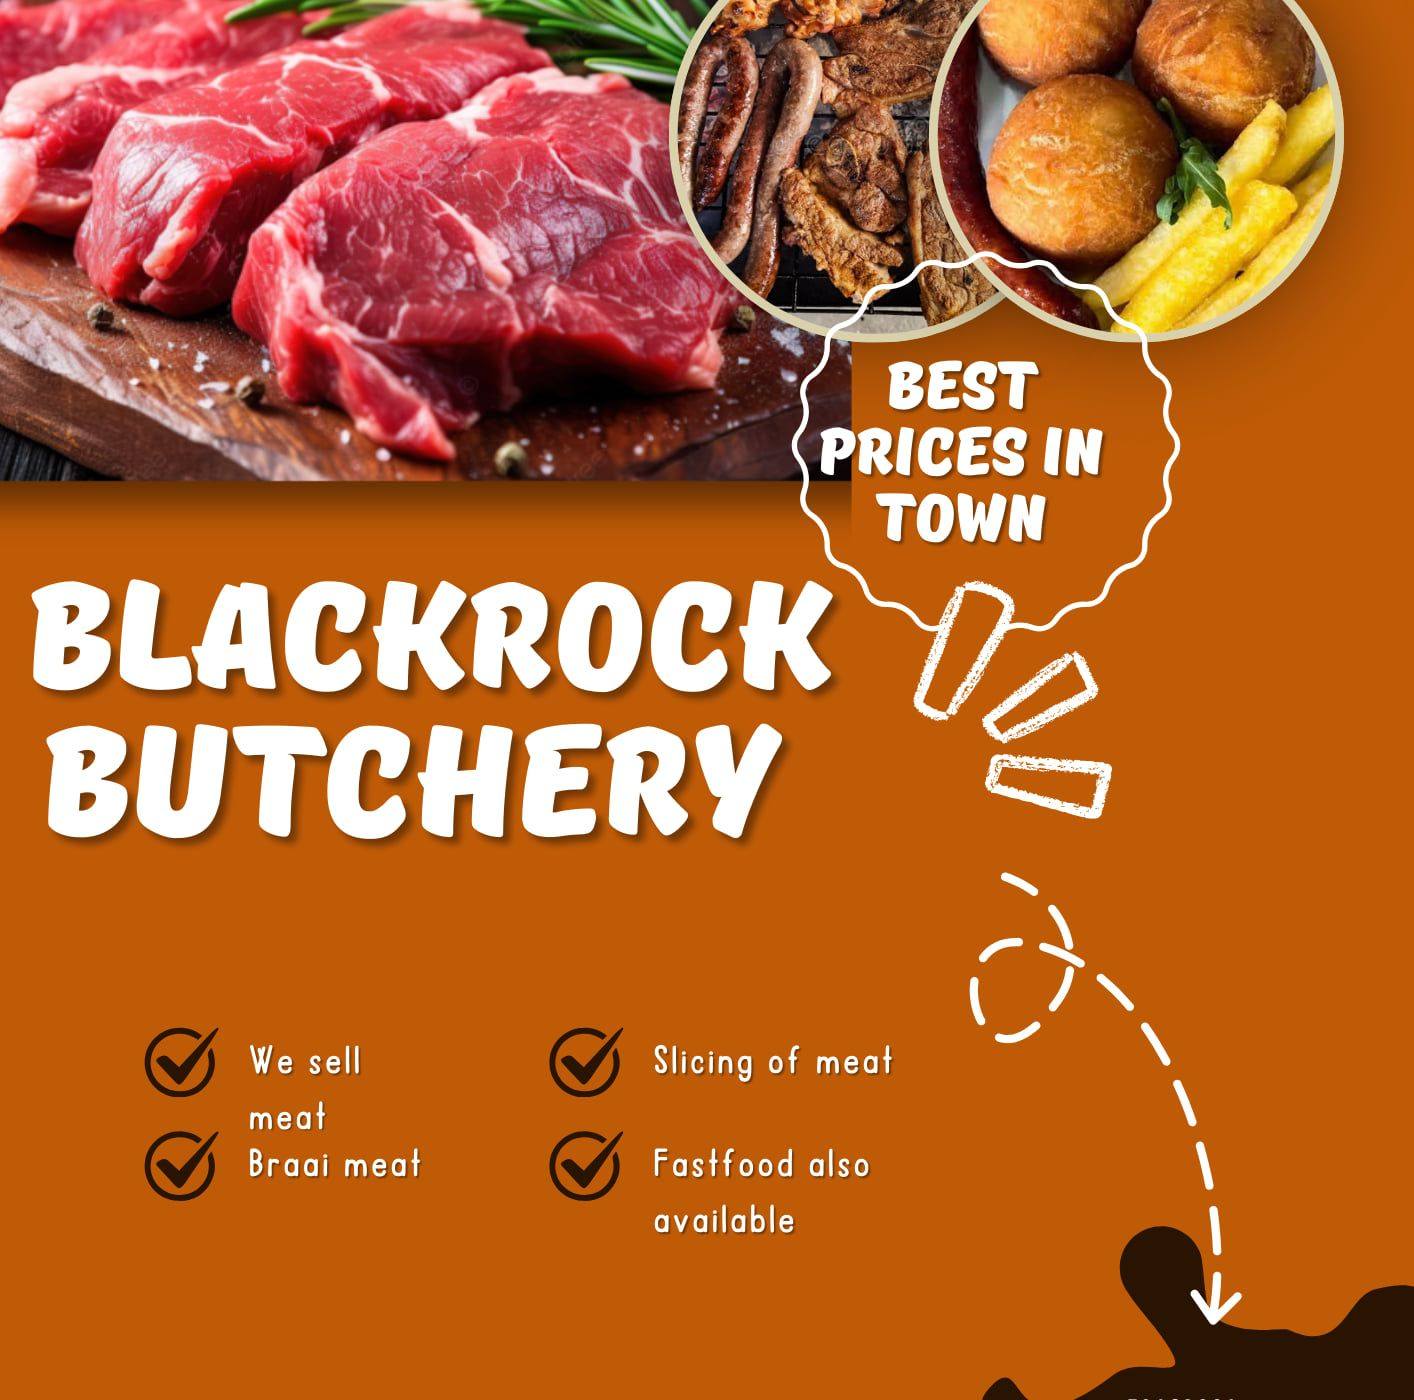 BEST
PRICES IN
TOWN
BLACKROCK
BUTCHERY
We sell
meat
Braai meat
Slicing of meat
Fastfood also
available